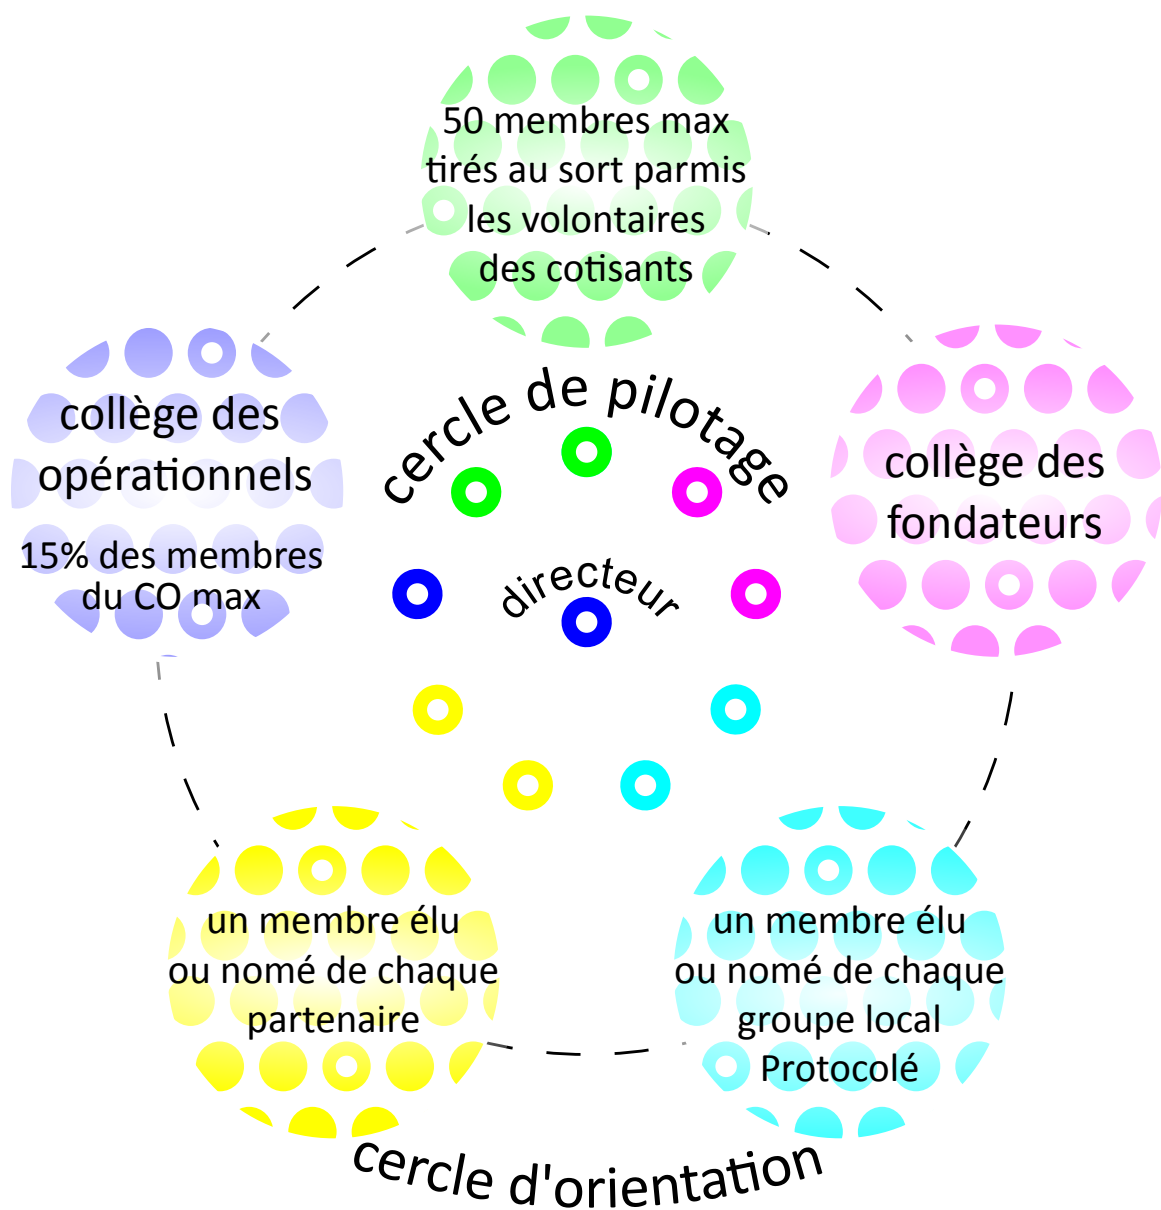 50 membres max
tirés au sort parmis
les volontaires
des cotisants
cercle de pilotage
collège des
opérationnels
15% des membres
du CO max
collège des
fondateurs
directeur
un membre élu
ou nomé de chaque
partenaire
un membre élu
ou nomé de chaque
groupe local
Protocolé
cercle d'orientation